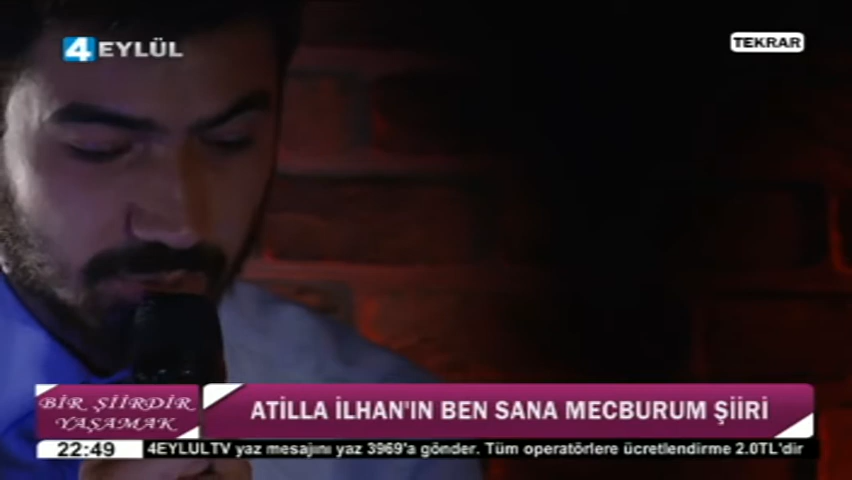 4 EYLÜL
TEKRAR
BİR ŞİİRDİR
YAŞAMAK
ATİLLA İLHAN'IN BEN SANA MECBURUM ŞİİRİ
22:49
4EYLULTV yaz mesajını yaz 3969'a gönder. Tüm operatörlere ücretlendirme 2.0TL'dir